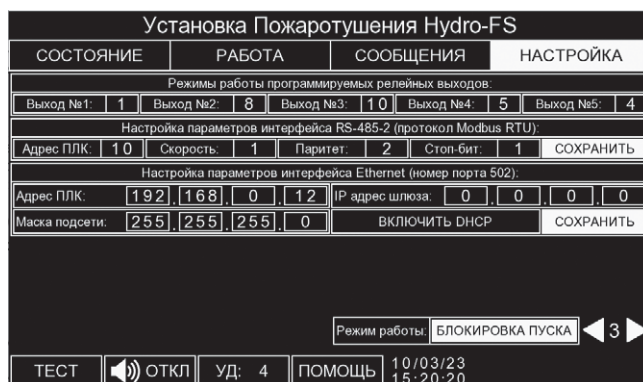 Установка Пожаротушения Hydro-FS
СОСТОЯНИЕ РАБОТА СООБЩЕНИЯ НАСТРОЙКА
Режимы работы программируемых релейных выходов:
Выход №1: 1 Выход №2: 8 Выход №3: 10 Выход №4: 5 Выход №5: 4
Настройка параметров интерфейса RS-485-2 (протокол Modbus RTU):
Адрес ПЛК: 10 Скорость: 1 Паритет: 2 Стоп-бит: 1 СОХРАНИТЬ
Настройка параметров интерфейса Ethernet (номер порта 502):
Адрес ПЛК: 192.168.0.12 IP адрес шлюза: 0.0.0.0
Маска подсети: 255.255.255.0 ВКЛЮЧИТЬ DHCP СОХРАНИТЬ
Режим работы: БЛОКИРОВКА ПУСКА 3
ТЕСТ ОТКЛ УД: 4 ПОМОЩЬ 10/03/23
15:20:20